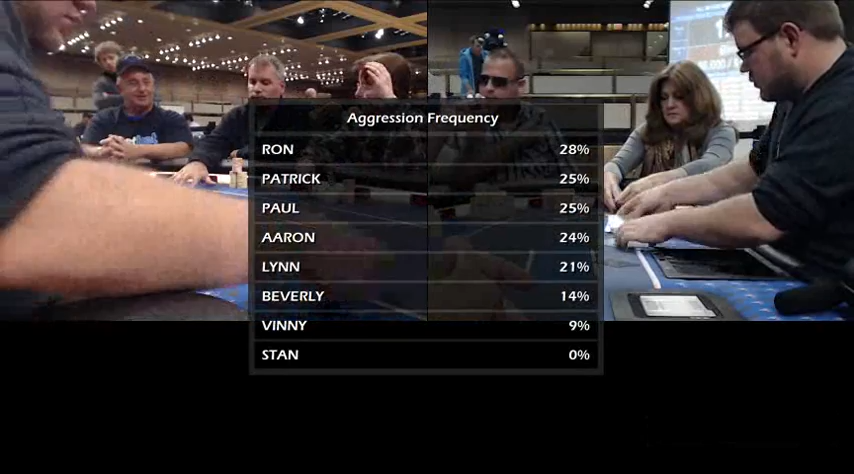 Aggression Frequency
RON 28%
PATRICK 25%
PAUL 25%
AARON 24%
LYNN 21%
BEVERLY 14%
VINNY 9%
STAN 0%